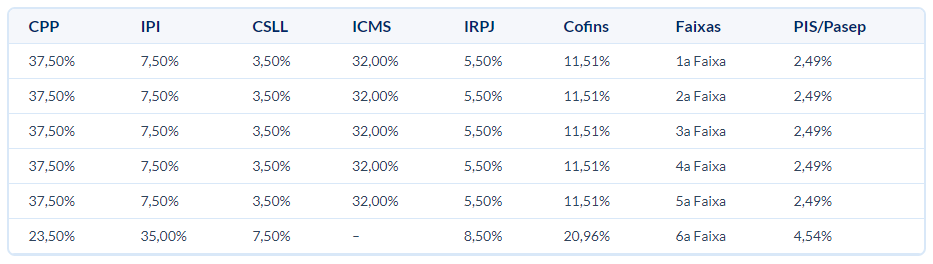 CPP IPI CSLL ICMS IRPJ Cofins Faixas PIS/Pasep
37,50% 7,50% 3,50% 32,00% 5,50% 11,51% 1a Faixa 2,49%
37,50% 7,50% 3,50% 32,00% 5,50% 11,51% 2a Faixa 2,49%
37,50% 7,50% 3,50% 32,00% 5,50% 11,51% 3a Faixa 2,49%
37,50% 7,50% 3,50% 32,00% 5,50% 11,51% 4a Faixa 2,49%
37,50% 7,50% 3,50% 32,00% 5,50% 11,51% 5a Faixa 2,49%
23,50% 35,00% 7,50% – 8,50% 20,96% 6a Faixa 4,54%